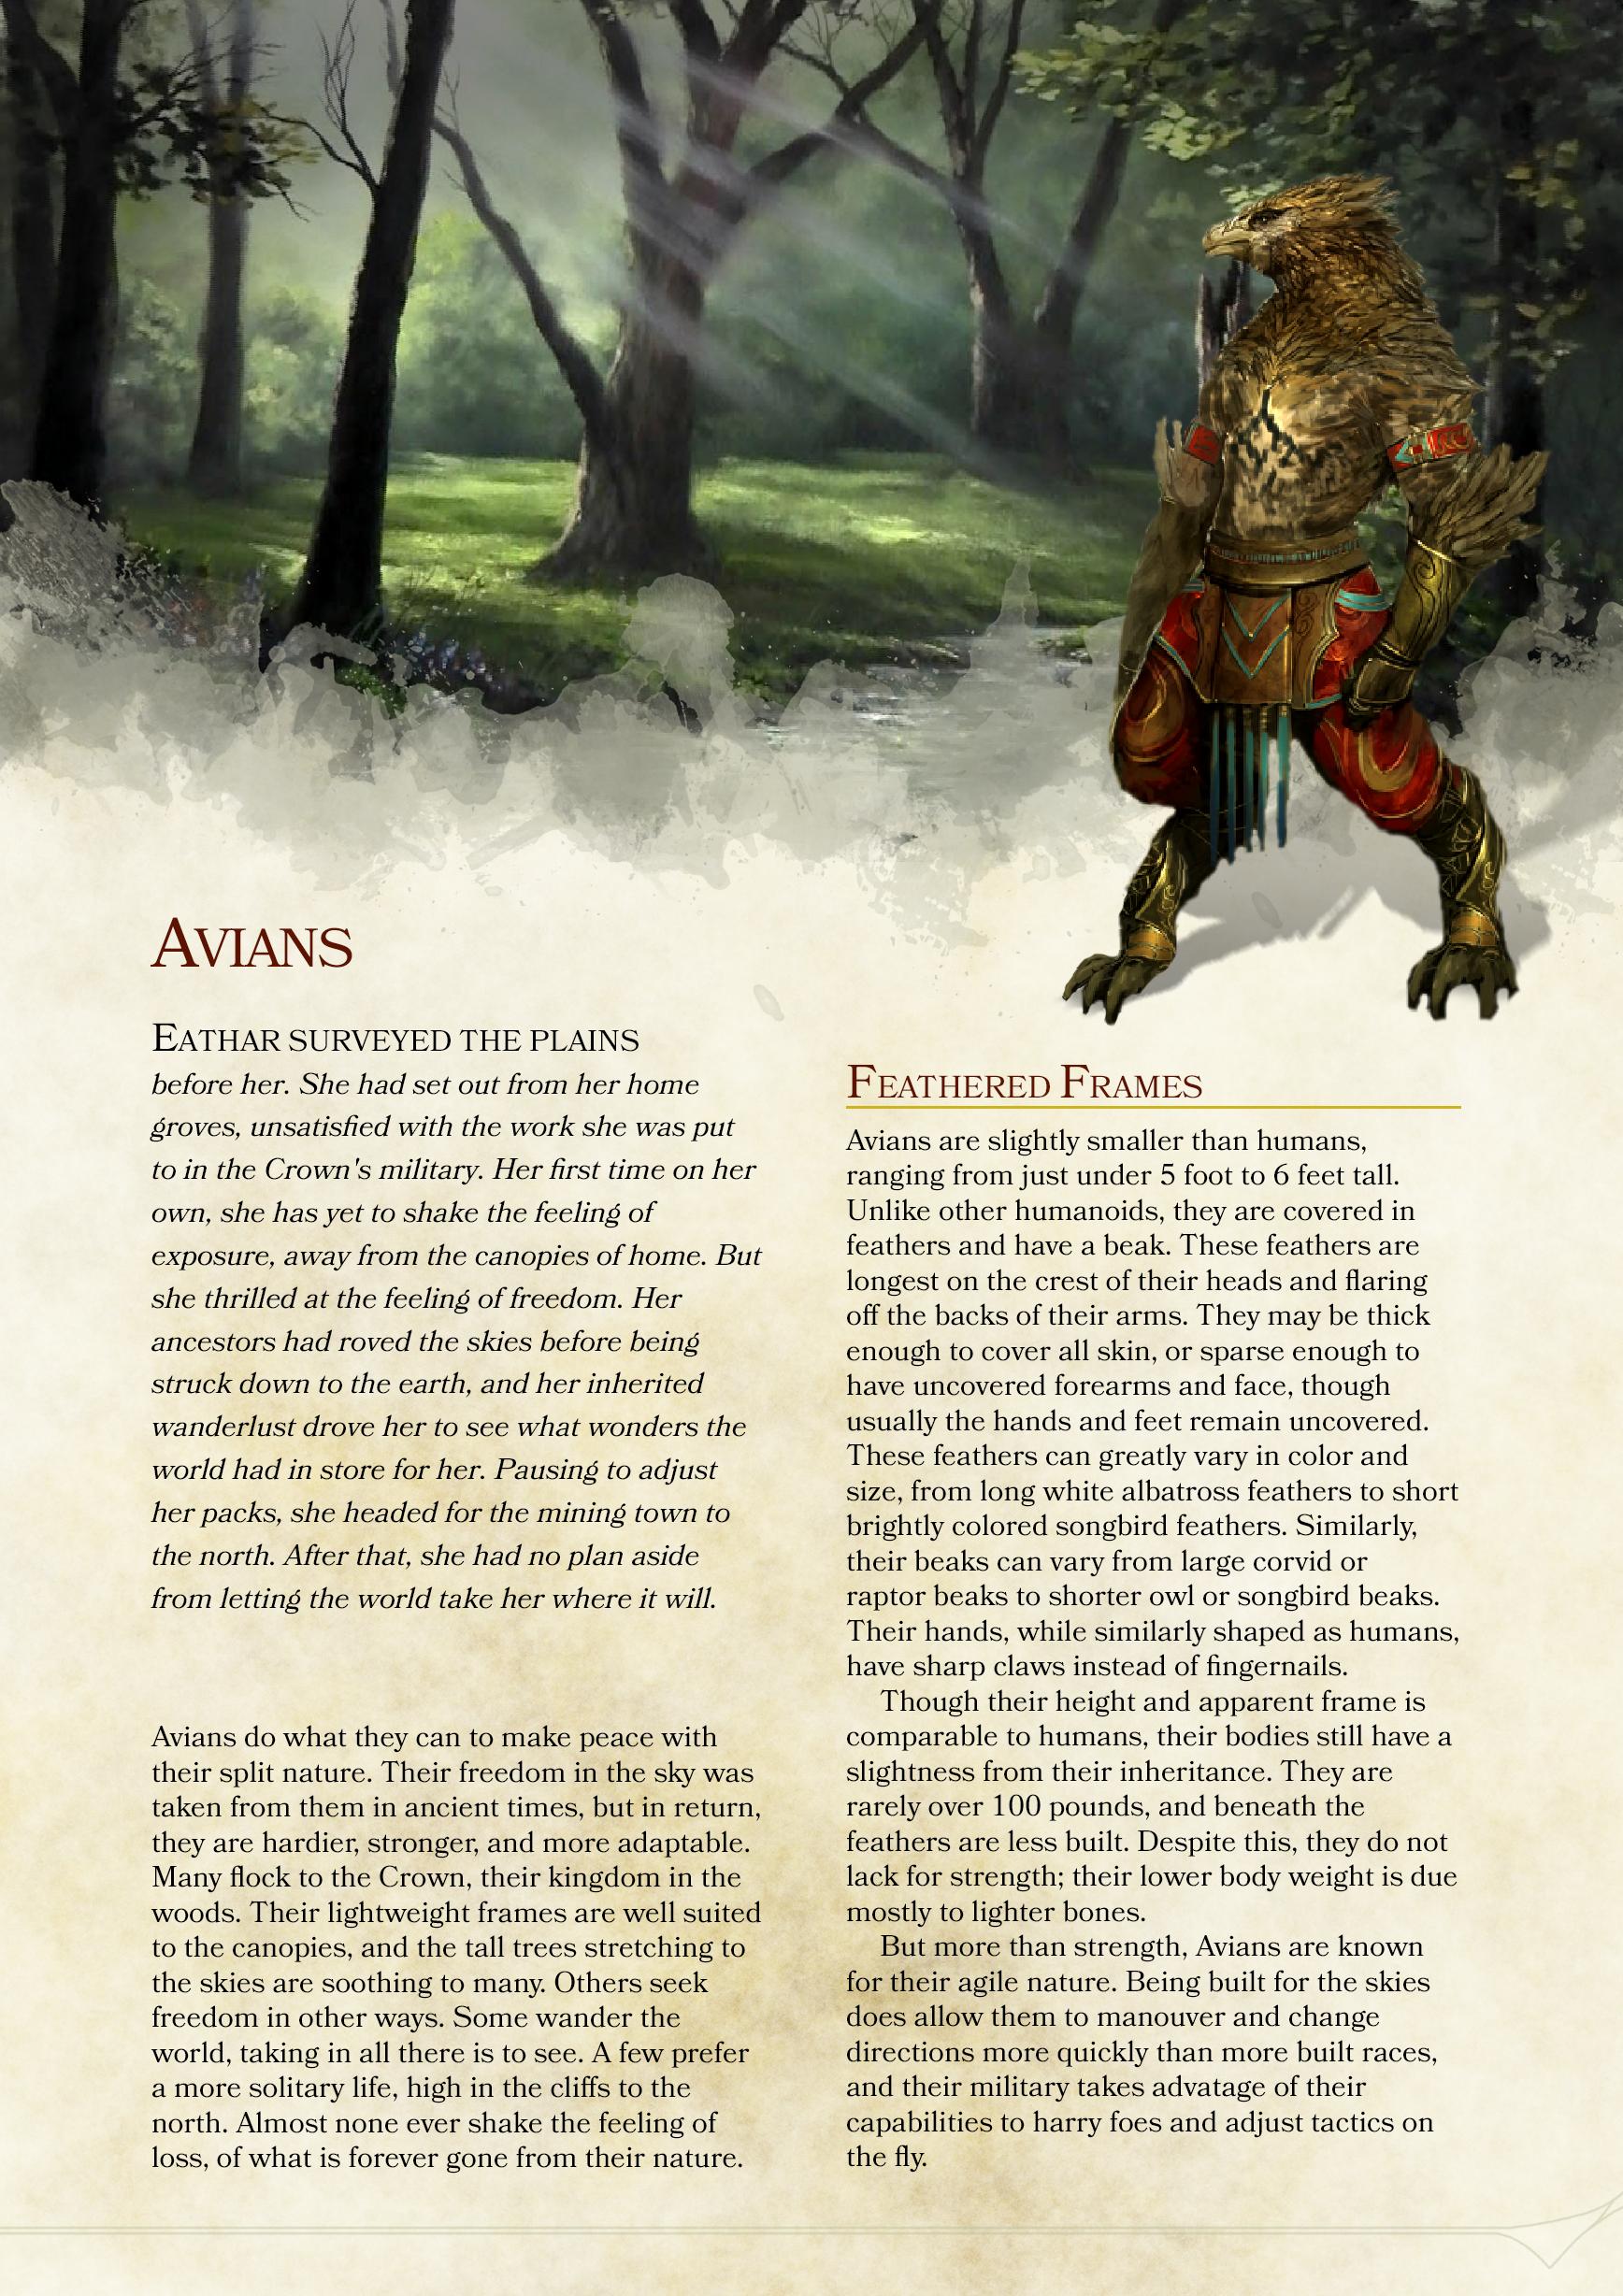 AVIANS
EATHAR SURVEYED THE PLAINS
before her. She had set out from her home
groves, unsatisfied with the work she was put
to in the Crown's military. Her first time on her
own, she has yet to shake the feeling of
exposure, away from the canopies of home. But
she thrilled at the feeling of freedom. Her
ancestors had roved the skies before being
struck down to the earth, and her inherited
wanderlust drove her to see what wonders the
world had in store for her. Pausing to adjust
her packs, she headed for the mining town to
the north. After that, she had no plan aside
from letting the world take her where it will.
Avians do what they can to make peace with
their split nature. Their freedom in the sky was
taken from them in ancient times, but in return,
they are hardier, stronger, and more adaptable.
Many flock to the Crown, their kingdom in the
woods. Their lightweight frames are well suited
to the canopies, and the tall trees stretching to
the skies are soothing to many. Others seek
freedom in other ways. Some wander the
world, taking in all there is to see. A few prefer
a more solitary life, high in the cliffs to the
north. Almost none ever shake the feeling of
loss, of what is forever gone from their nature.
FEATHERED FRAMES
Avians are slightly smaller than humans,
ranging from just under 5 foot to 6 feet tall.
Unlike other humanoids, they are covered in
feathers and have a beak. These feathers are
longest on the crest of their heads and flaring
off the backs of their arms. They may be thick
enough to cover all skin, or sparse enough to
have uncovered forearms and face, though
usually the hands and feet remain uncovered.
These feathers can greatly vary in color and
size, from long white albatross feathers to short
brightly colored songbird feathers. Similarly,
their beaks can vary from large corvid or
raptor beaks to shorter owl or songbird beaks.
Their hands, while similarly shaped as humans,
have sharp claws instead of fingernails.
Though their height and apparent frame is
comparable to humans, their bodies still have a
slightness from their inheritance. They are
rarely over 100 pounds, and beneath the
feathers are less built. Despite this, they do not
lack for strength; their lower body weight is due
mostly to lighter bones.
But more than strength, Avians are known
for their agile nature. Being built for the skies
does allow them to manouver and change
directions more quickly than more built races,
and their military takes advatage of their
capabilities to harry foes and adjust tactics on
the fly.